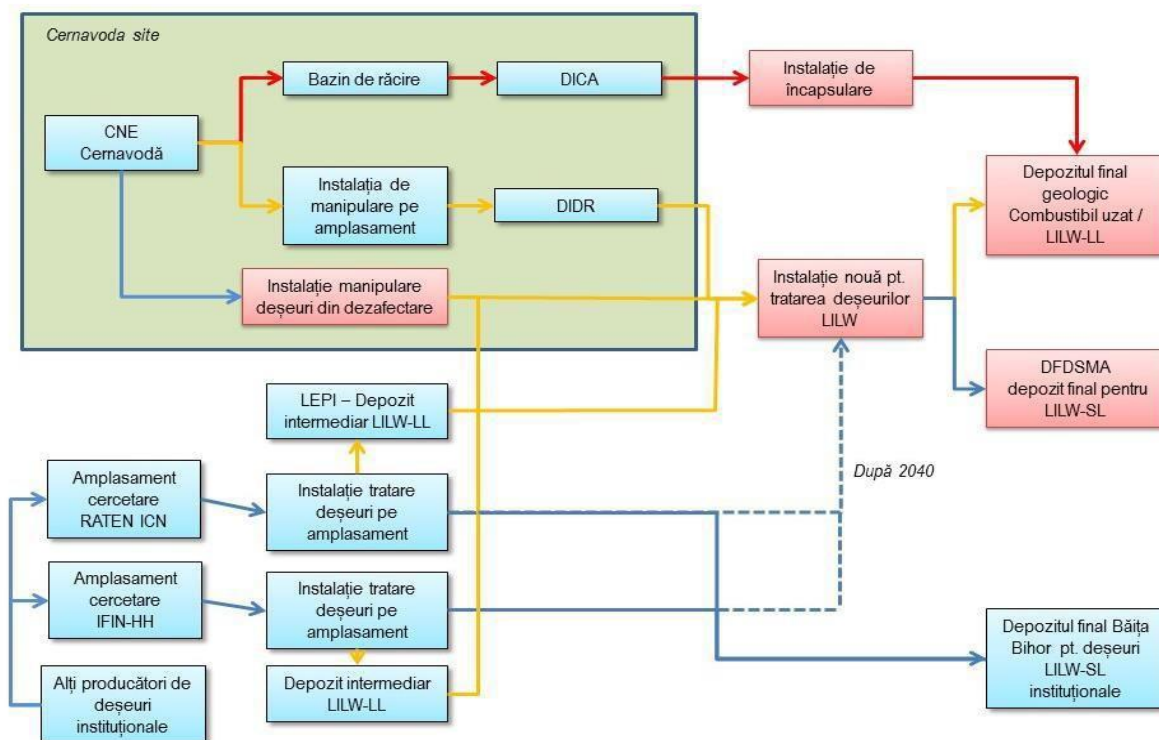 Cernavoda site
Bazin de răcire
DICA
Instalație de
încapsulare
CNE
Cernavodă
Instalația de
manipulare pe
amplasament
DIDR
Depozitul final
geologic
Combustibil uzat /
LILW-LL
Instalație manipulare
deșeuri din dezafectare
Instalație nouă pt.
tratarea deșeurilor
LILW
LEPI – Depozit
intermediar LILW-LL
DFDSMA
depozit final pentru
LILW-SL
După 2040
Amplasament
cercetare
RATEN ICN
Instalație tratare
deșeuri pe
amplasament
Amplasament
cercetare
IFIN-HH
Instalație tratare
deșeuri pe
amplasament
Alți producători de
deșeuri
instituționale
Depozit intermediar
LILW-LL
Depozitul final Băița
Bihor pt. deșeuri
LILW-SL
instituționale